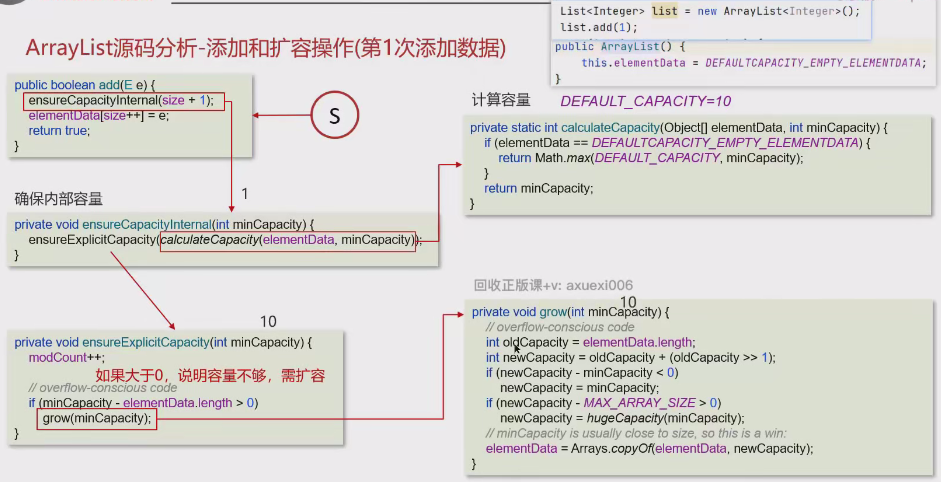 List<Integer> list = new ArrayList<Integer>();
list.add(1);
public ArrayList() {
this.elementData = DEFAULTCAPACITY_EMPTY_ELEMENTDATA;
}
ArrayList源码分析-添加和扩容操作(第1次添加数据)
public boolean add(E e) {
ensureCapacityInternal(size + 1);
elementData[size++] = e;
return true;
}
S
计算容量 DEFAULT_CAPACITY=10
private static int calculateCapacity(Object[] elementData, int minCapacity) {
if (elementData == DEFAULTCAPACITY_EMPTY_ELEMENTDATA) {
return Math.max(DEFAULT_CAPACITY, minCapacity);
}
return minCapacity;
}
1
确保内部容量
private void ensureCapacityInternal(int minCapacity) {
ensureExplicitCapacity(calculateCapacity(elementData, minCapacity));
}
10
private void ensureExplicitCapacity(int minCapacity) {
modCount++;
如果大于0，说明容量不够，需扩容
// overflow-conscious code
if (minCapacity - elementData.length > 0)
grow(minCapacity);
}
回收正版课+v: axuexi006
10
private void grow(int minCapacity) {
// overflow-conscious code
int oldCapacity = elementData.length;
int newCapacity = oldCapacity + (oldCapacity >> 1);
if (newCapacity - minCapacity < 0)
newCapacity = minCapacity;
if (newCapacity - MAX_ARRAY_SIZE > 0)
newCapacity = hugeCapacity(minCapacity);
// minCapacity is usually close to size, so this is a win:
elementData = Arrays.copyOf(elementData, newCapacity);
}